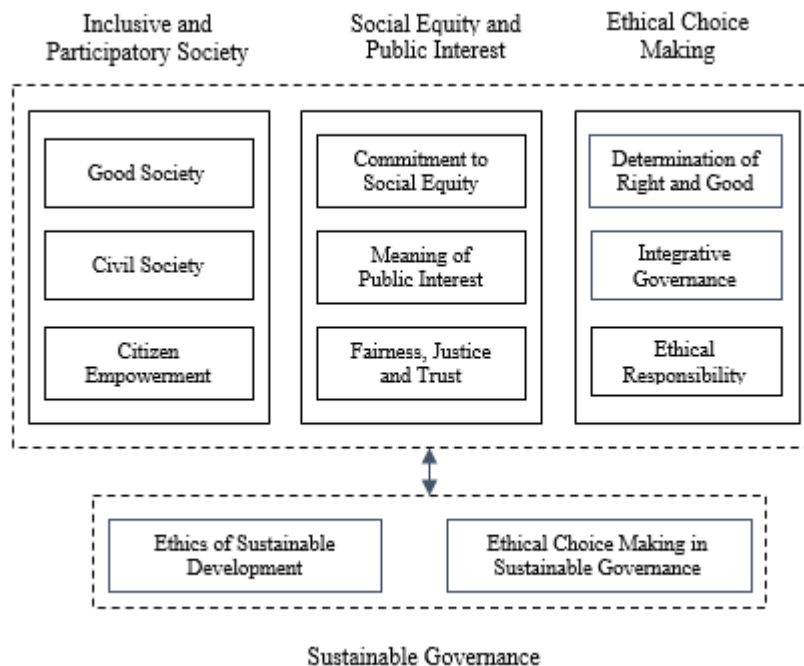 Inclusive and
Participatory Society
Social Equity and
Public Interest
Ethical Choice
Making
Good Society
Civil Society
Citizen
Empowerment
Commitment to
Social Equity
Meaning of
Public Interest
Fairness, Justice
and Trust
Determination of
Right and Good
Integrative
Governance
Ethical
Responsibility
Ethics of Sustainable
Development
Ethical Choice Making in
Sustainable Governance
Sustainable Governance